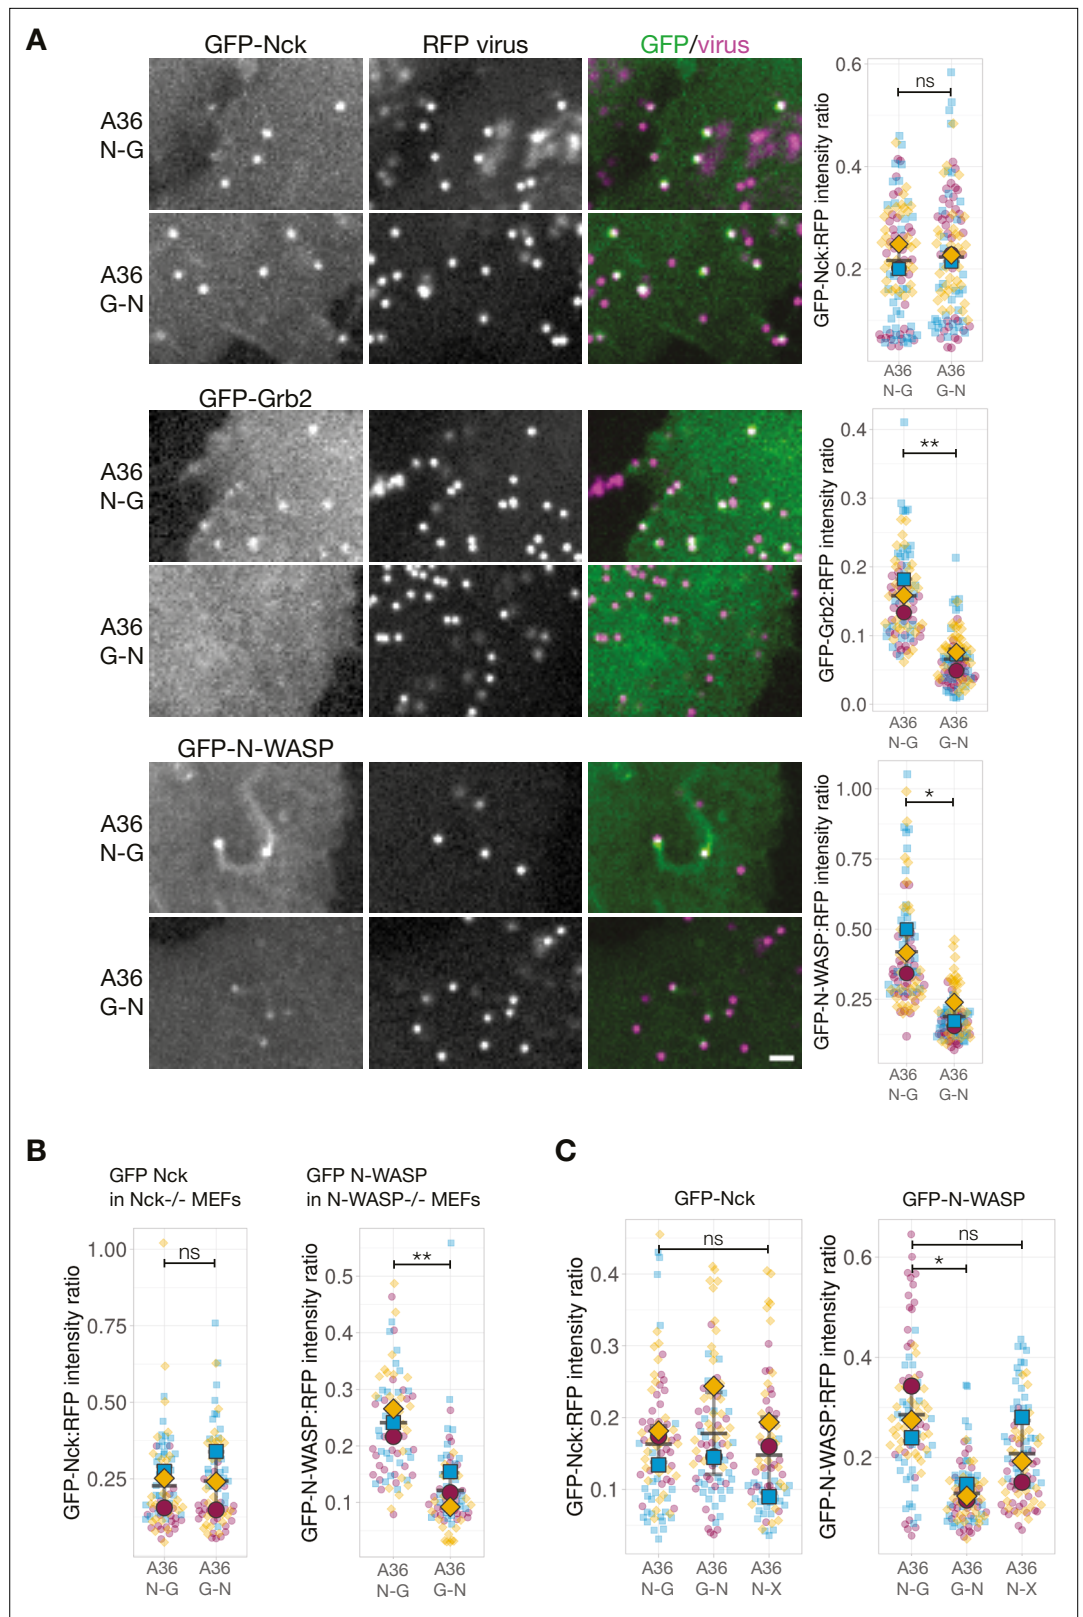 A
GFP-Nck
RFP virus
GFP/virus
A36
N-G
A36
G-N
GFP-Nck:RFP intensity ratio
0.6
0.4
0.2
ns
A36
N-G
A36
G-N
GFP-Grb2
A36
N-G
A36
G-N
GFP-Grb2:RFP intensity ratio
0.4
0.3
0.2
0.1
0.0
**
A36
N-G
A36
G-N
GFP-N-WASP
A36
N-G
A36
G-N
GFP-N-WASP:RFP intensity ratio
1.00
0.75
0.50
0.25
*
A36
N-G
A36
G-N
B
GFP Nck
in Nck-/- MEFs
GFP-Nck:RFP intensity ratio
1.00
0.75
0.50
0.25
ns
A36
N-G
A36
G-N
GFP N-WASP
in N-WASP-/- MEFs
GFP-N-WASP:RFP intensity ratio
0.5
0.4
0.3
0.2
0.1
**
A36
N-G
A36
G-N
C
GFP-Nck
GFP-Nck:RFP intensity ratio
0.4
0.3
0.2
0.1
ns
A36
N-G
A36
G-N
A36
N-X
GFP-N-WASP
GFP-N-WASP:RFP intensity ratio
0.6
0.4
0.2
ns
*
A36
N-G
A36
G-N
A36
N-X